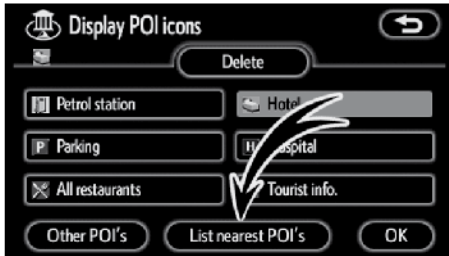 Display POI icons
Delete
Petrol station
Hotel
P Parking
H Hospital
All restaurants
Tourist info.
Other POI's
List nearest POI's
OK